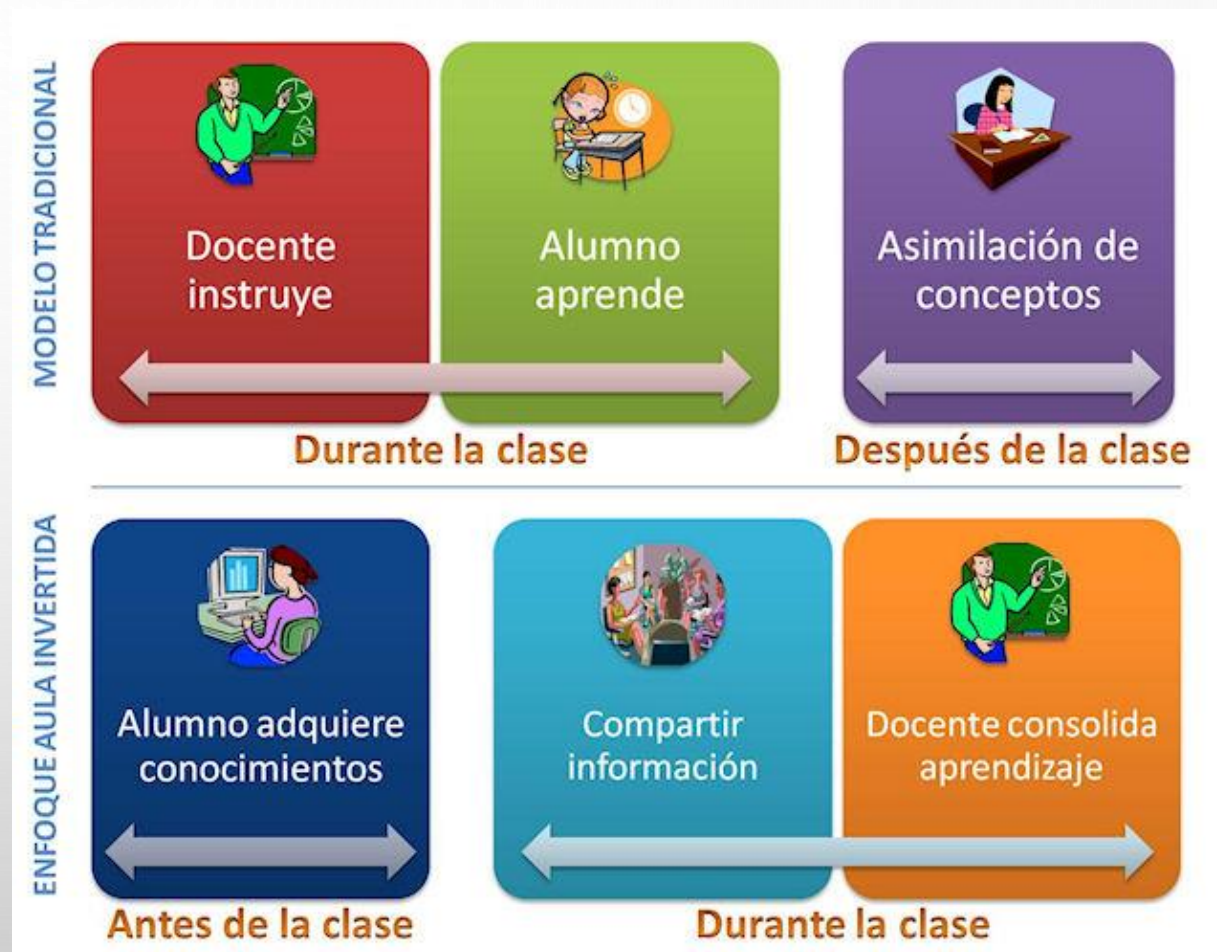 MODELO TRADICIONAL
Docente
instruye
Alumno
aprende
Asimilación de
conceptos
Durante la clase
Después de la clase
ENFOQUE AULA INVERTIDA
Alumno adquiere
conocimientos
Compartir
información
Docente consolida
aprendizaje
Antes de la clase
Durante la clase